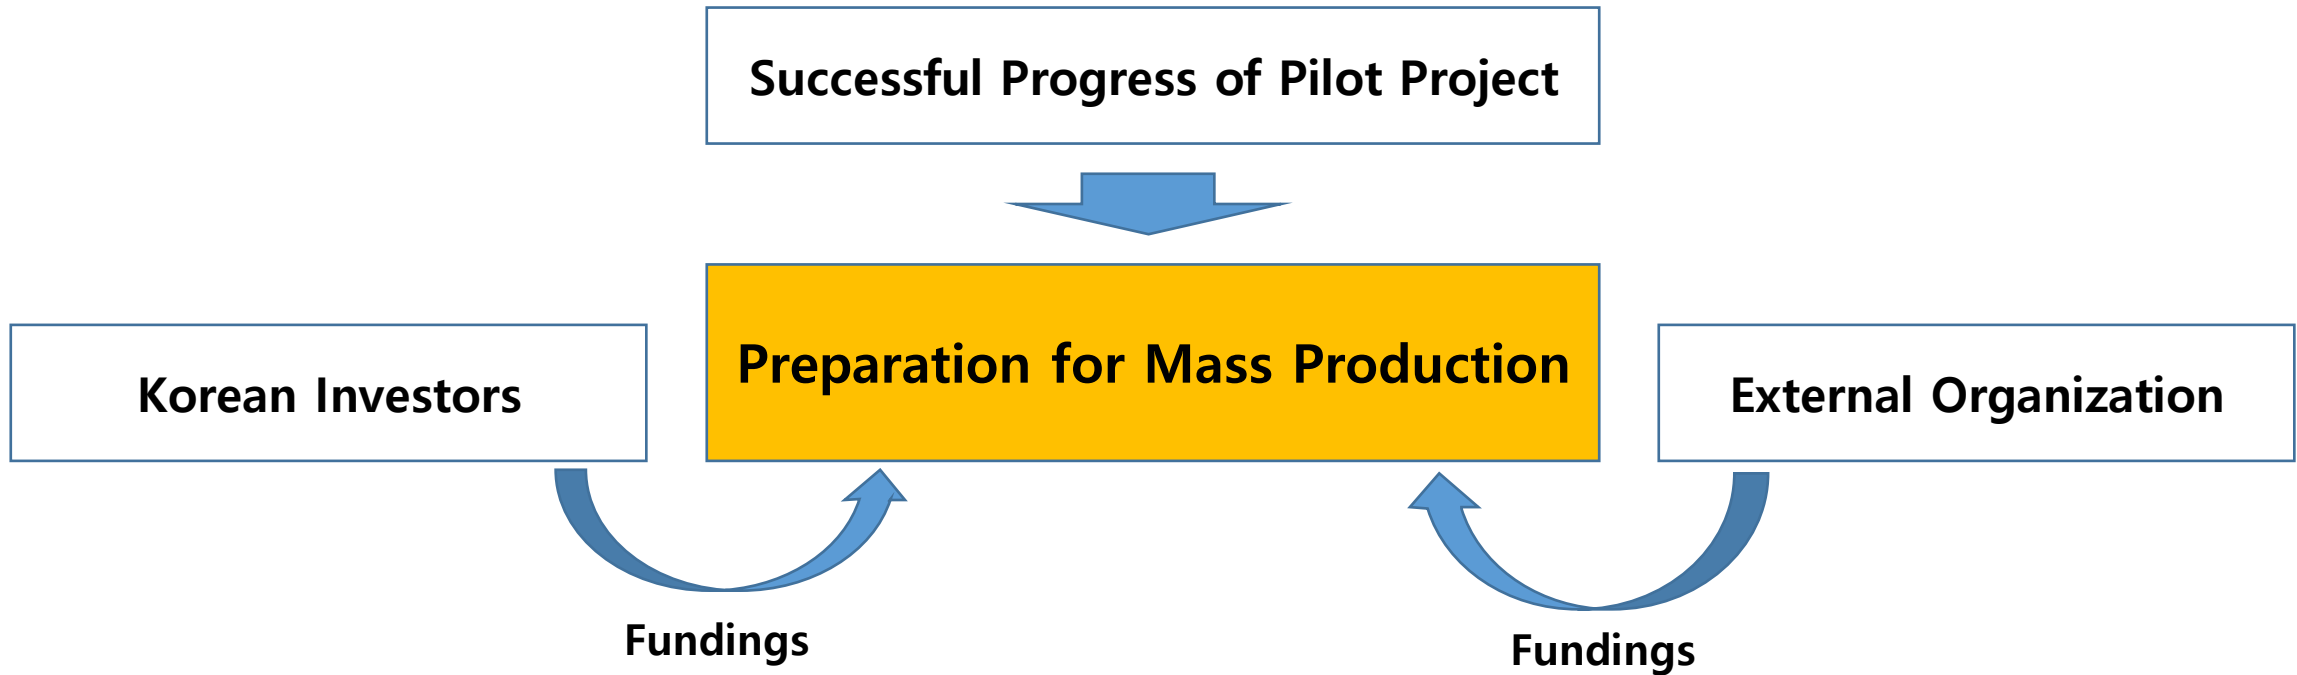 Successful Progress of Pilot Project
Preparation for Mass Production
Korean Investors
External Organization
Fundings
Fundings